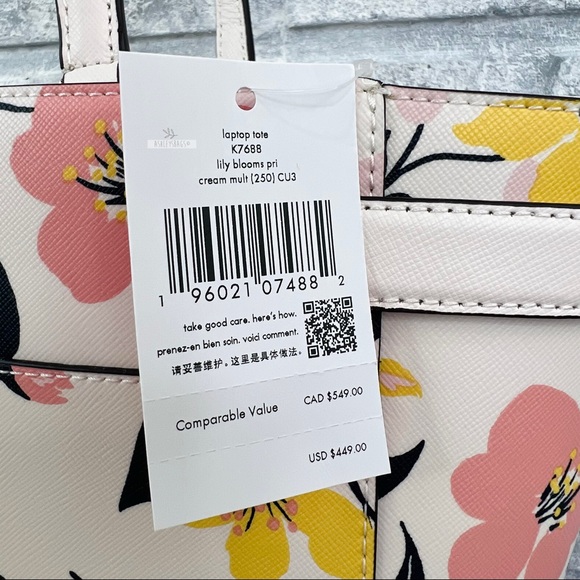 laptop tote
K7688
lily blooms pri
cream mult (250) CU3
1 96021 07488 2
take good care. here's how.
prenez-en bien soin. voici comment.
请妥善维护。这里是具体做法。
Comparable Value
CAD $549.00
USD $449.00